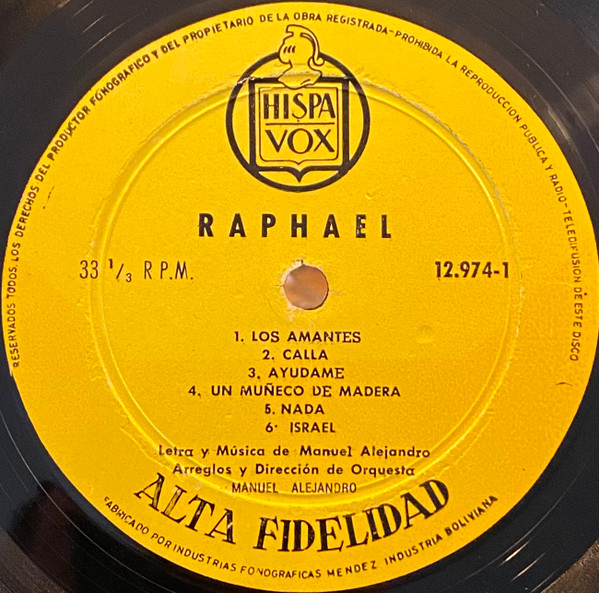 RESERVADOS TODOS LOS DERECHOS DEL PRODUCTOR FONOGRAFICO Y DEL PROPIETARIO DE LA OBRA REGISTRADA-PROHIBIDA LA REPRODUCCION PUBLICA Y RADIO-TELEDIFUSION DE ESTE DISCO
HISPA
VOX
RAPHAEL
33 1/3 R P.M.
12.974-1
1. LOS AMANTES
2. CALLA
3. AYUDAME
4. UN MUÑECO DE MADERA
5. NADA
6· ISRAEL
Letra y Música de Manuel Alejandro
Arreglos y Dirección de Orquesta
MANUEL ALEJANDRO
ALTA FIDELIDAD
FABRICADO POR INDUSTRIAS FONOGRAFICAS MENDEZ INDUSTRIA BOLIVIANA